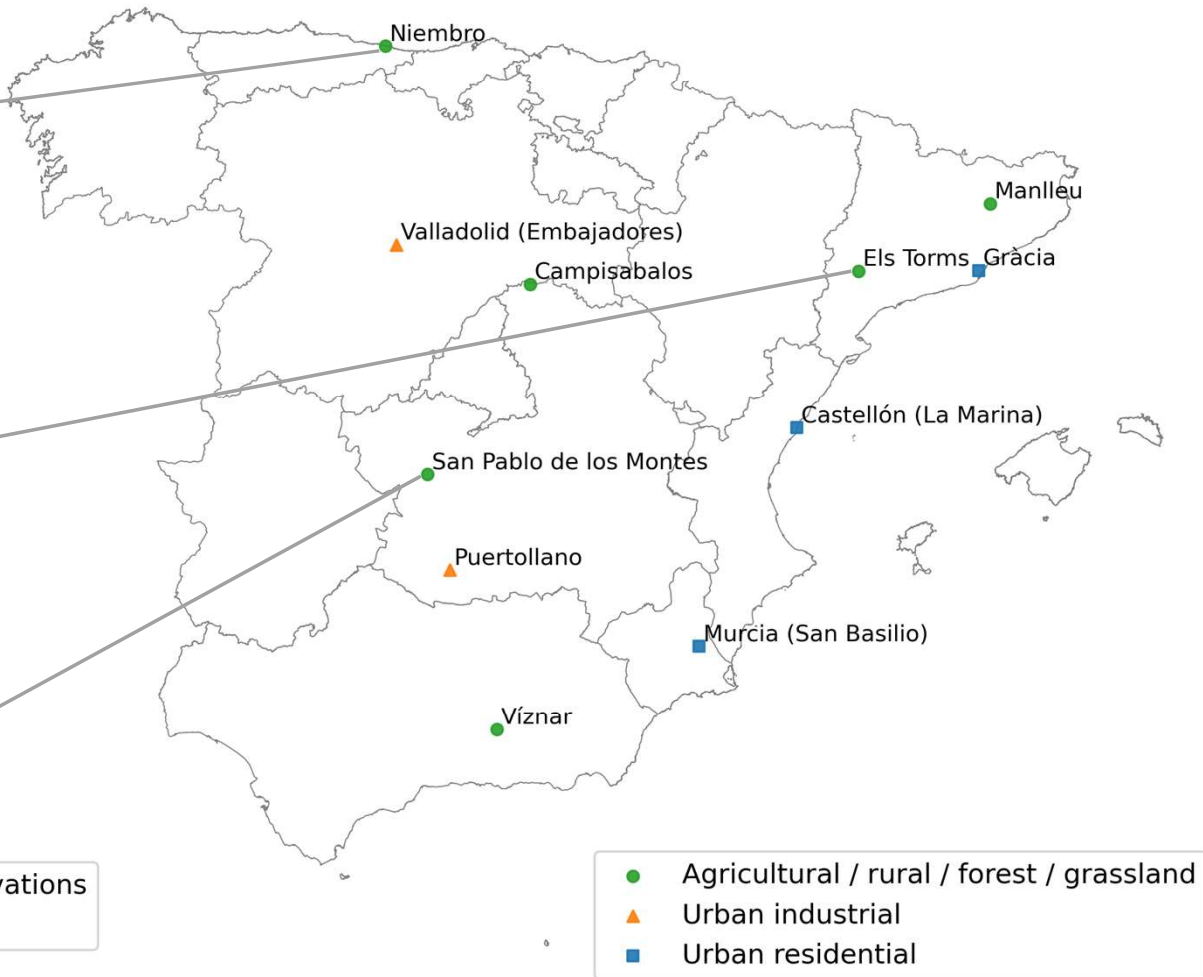 Niembro
Manlleu
Valladolid (Embajadores)
Els Torms
Gràcia
Campisabalos
Castellón (La Marina)
San Pablo de los Montes
Puertollano
Murcia (San Basilio)
Víznar
vations
Agricultural / rural / forest / grassland
Urban industrial
Urban residential